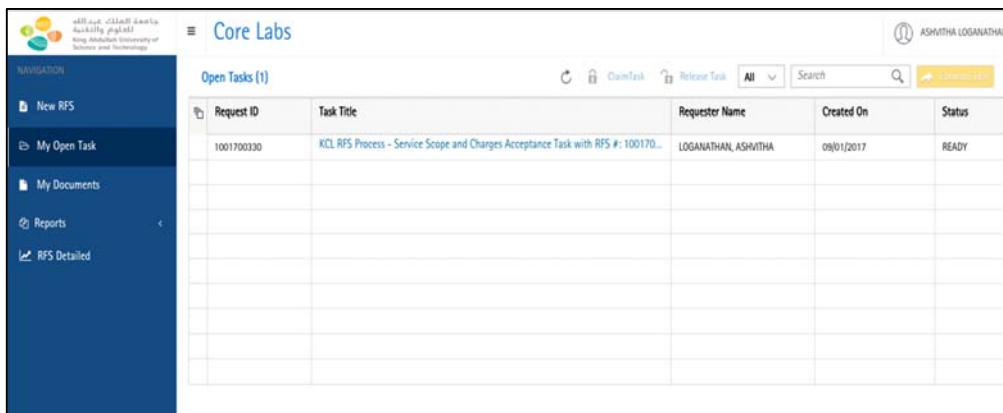 جامعة الملك عبدالله
للعلوم والتقنية
King Abdullah University of
Science and Technology
≡ Core Labs
ASHVITHA LOGANATHAN
NAVIGATION
New RFS
My Open Task
My Documents
Reports
RFS Detailed
Open Tasks (1) ClaimTask Release Task All Search
Request ID Task Title Requester Name Created On Status
1001700330 KCL RFS Process - Service Scope and Charges Acceptance Task with RFS #: 100170... LOGANATHAN, ASHVITHA 09/01/2017 READY